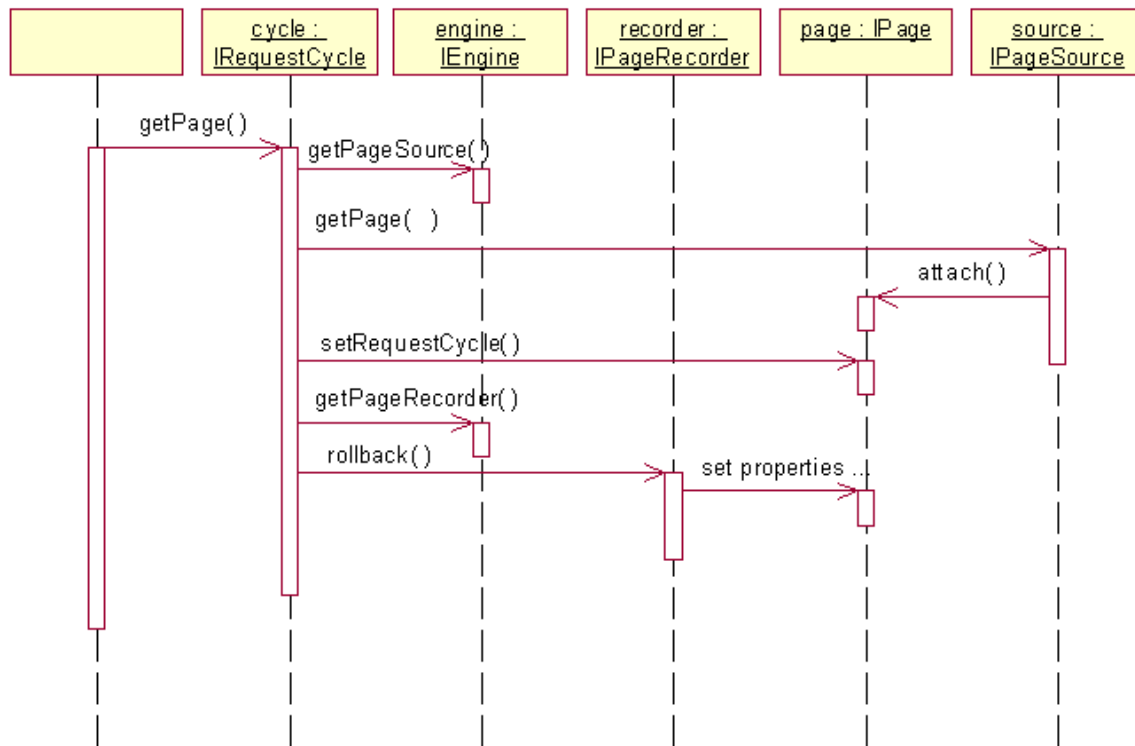 cycle :
IRequestCycle
engine :
IEngine
recorder :
IPageRecorder
page : IPage
source :
IPageSource
getPage()
getPageSource()
getPage(  )
attach()
setRequestCycle()
getPageRecorder()
rollback()
set properties ...